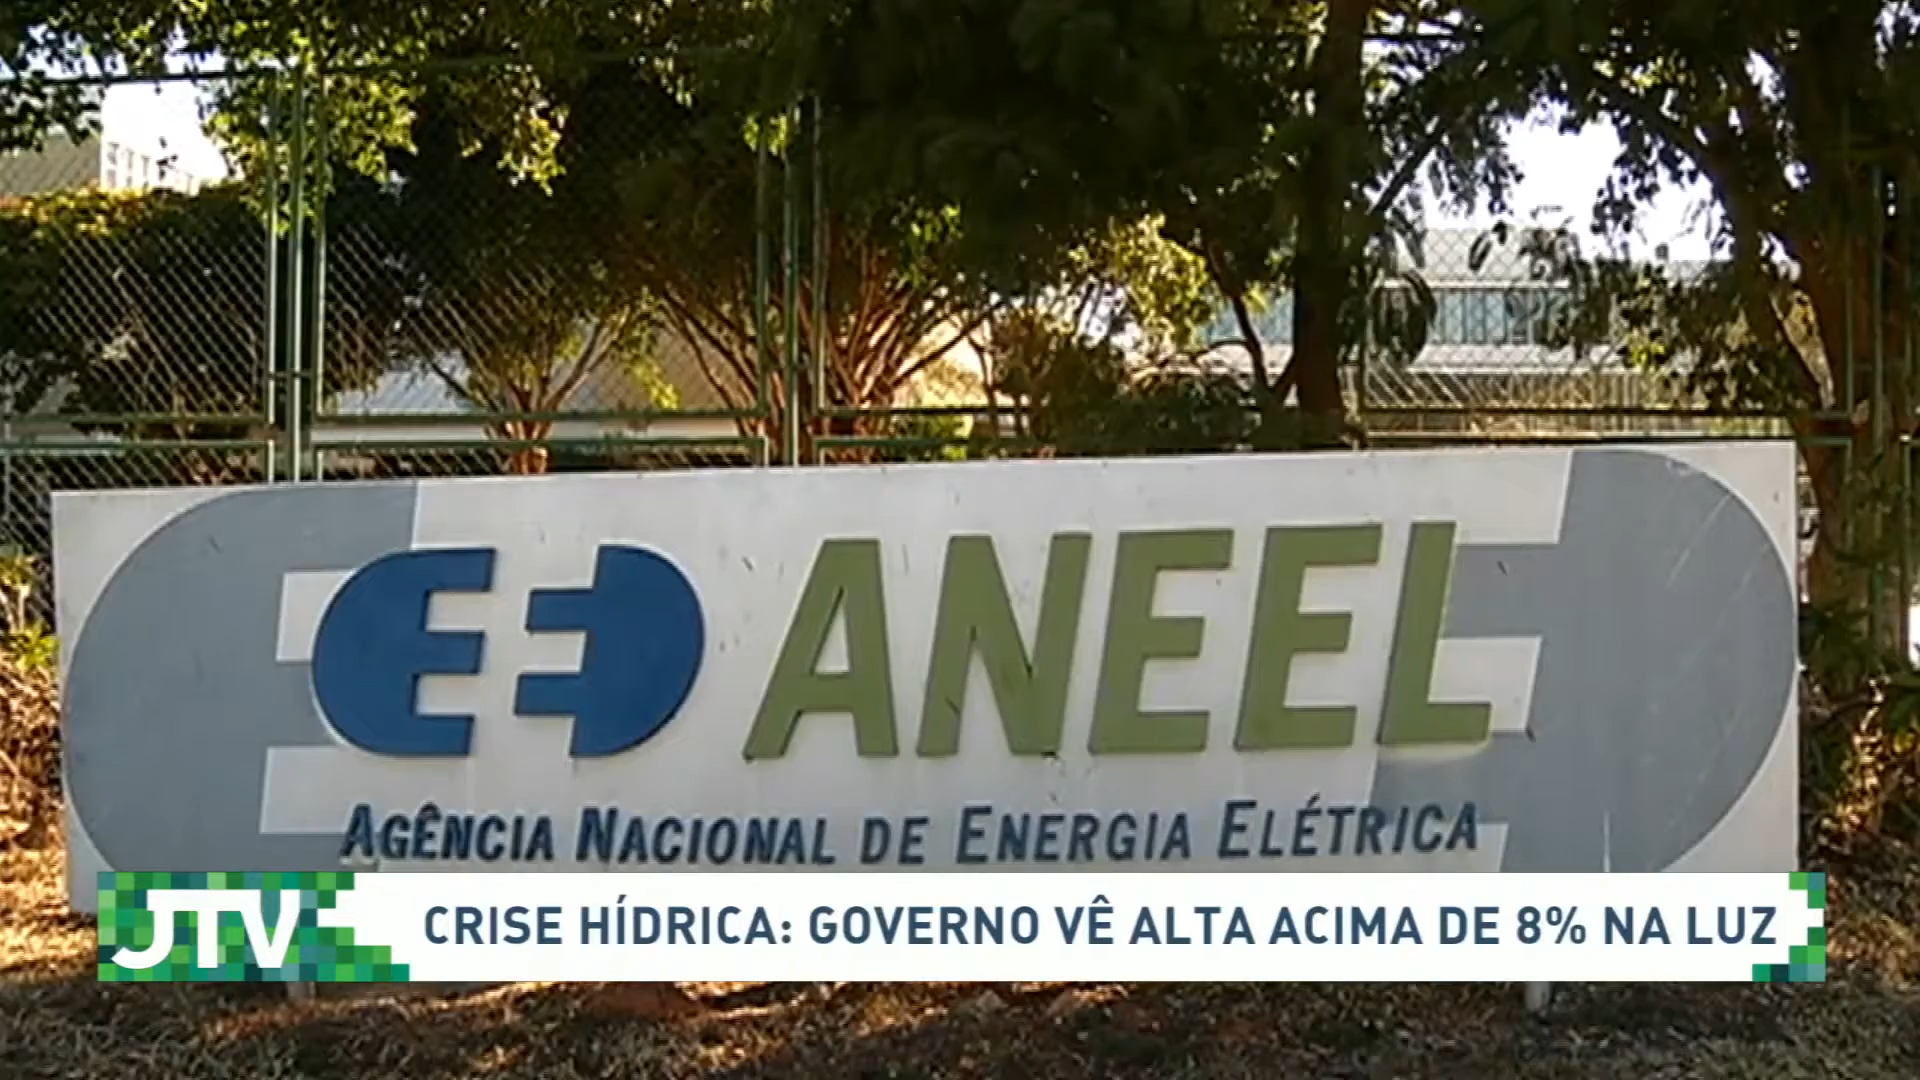 ANEEL
AGÊNCIA NACIONAL DE ENERGIA ELÉTRICA
JTV
CRISE HÍDRICA: GOVERNO VÊ ALTA ACIMA DE 8% NA LUZ